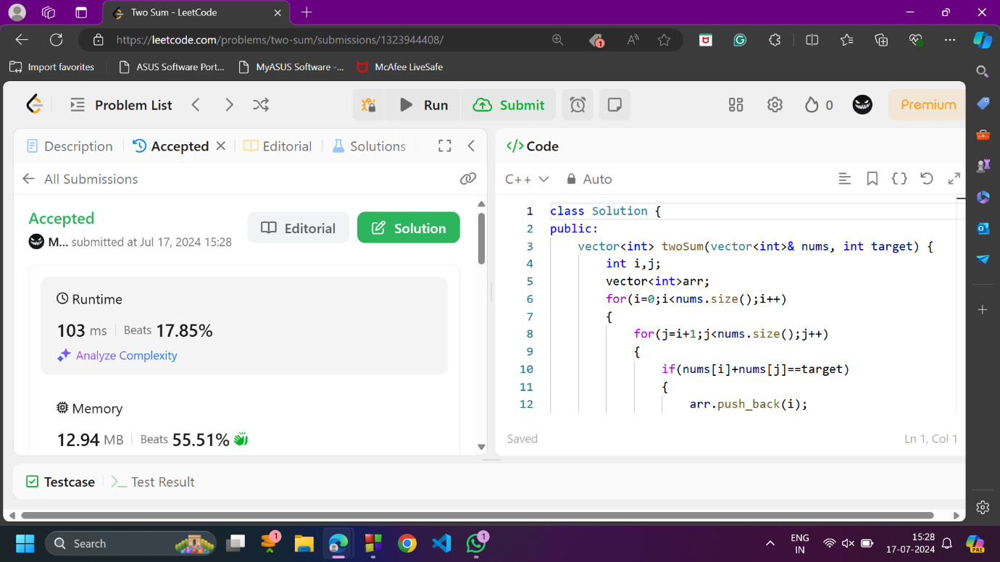 Two Sum - LeetCode
https://leetcode.com/problems/two-sum/submissions/1323944408/
1
Import favorites
ASUS Software Port...
MyASUS Software -...
McAfee LiveSafe
Problem List
Run
Submit
0
Premium
Description
Accepted
Editorial
Solutions
</> Code
All Submissions
C++
Auto
Accepted
M... submitted at Jul 17, 2024 15:28
Editorial
Solution
Runtime
103 ms
Beats 17.85%
Analyze Complexity
Memory
12.94 MB
Beats 55.51%
1 class Solution {
2 public:
3     vector<int> twoSum(vector<int>& nums, int target) {
4         int i,j;
5         vector<int>arr;
6         for(i=0;i<nums.size();i++)
7         {
8             for(j=i+1;j<nums.size();j++)
9             {
10                 if(nums[i]+nums[j]==target)
11                 {
12                     arr.push_back(i);
Saved
Ln 1, Col 1
Testcase
Test Result
Search
1
1
ENG
IN
15:28
17-07-2024
PRE